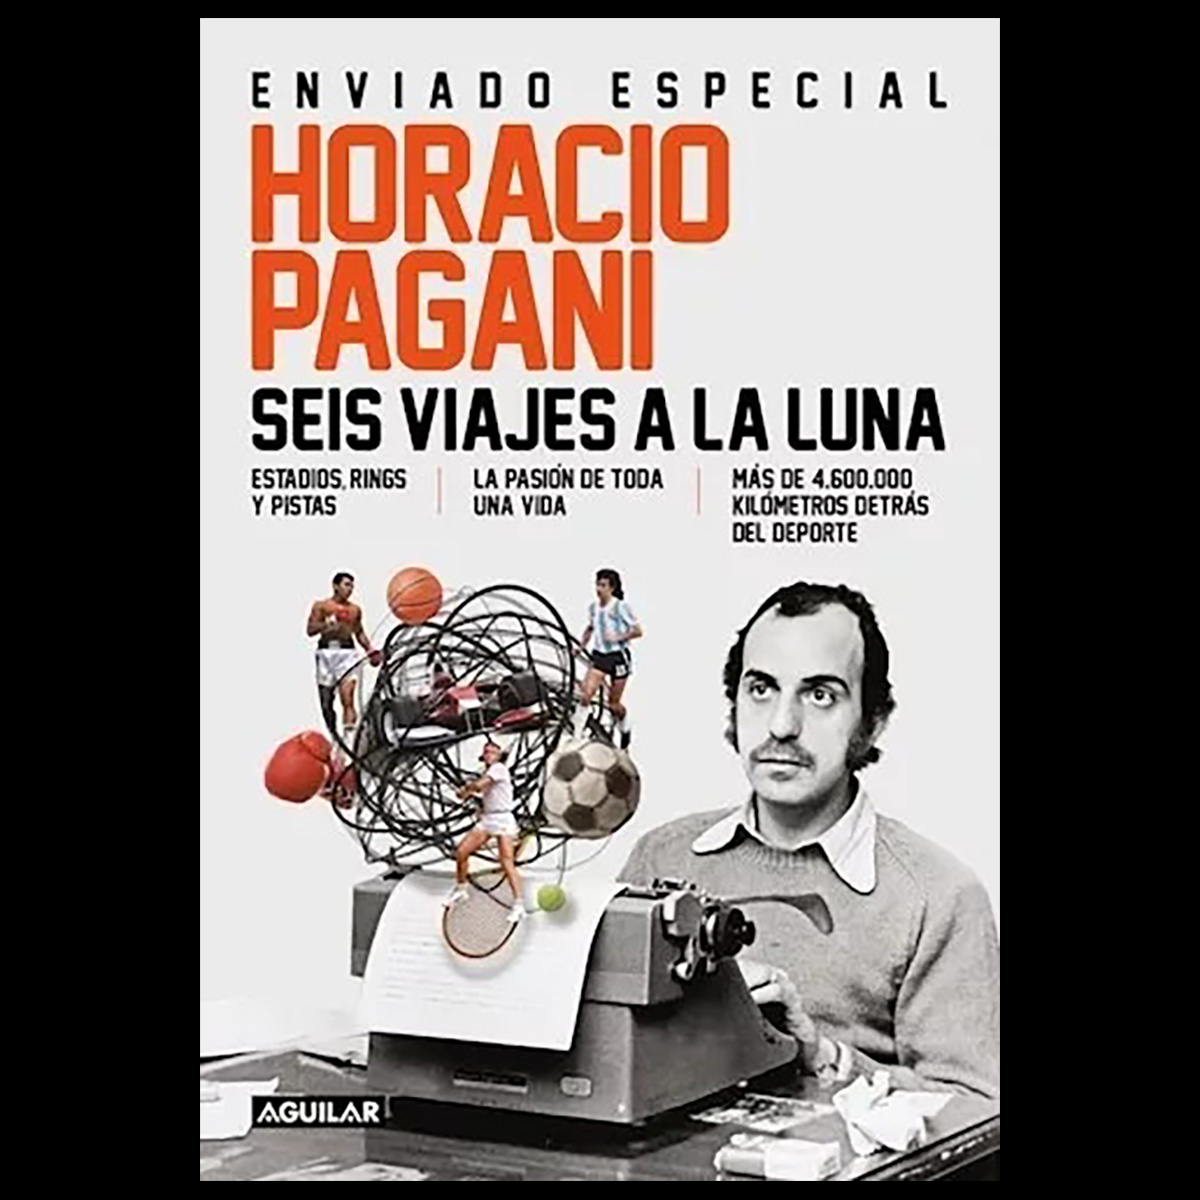 ENVIADO ESPECIAL
HORACIO
PAGANI
SEIS VIAJES A LA LUNA
ESTADIOS, RINGS
Y PISTAS
LA PASIÓN DE TODA
UNA VIDA
MÁS DE 4.600.000
KILÓMETROS DETRÁS
DEL DEPORTE
AGUILAR